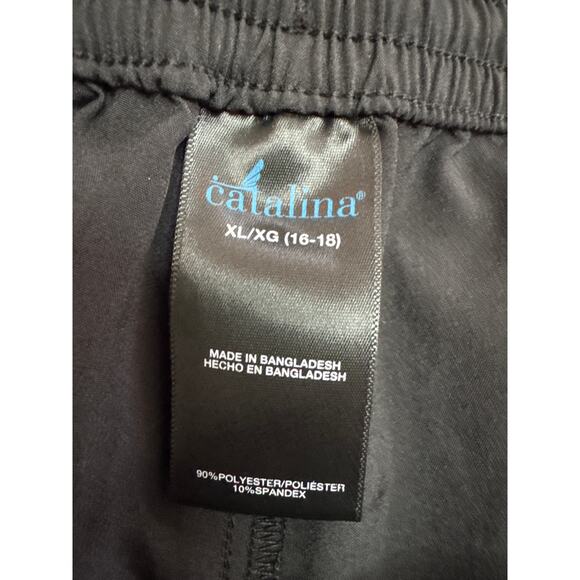 catalina®
XL/XG (16-18)
MADE IN BANGLADESH
HECHO EN BANGLADESH
90%POLYESTER/POLIÉSTER
10%SPANDEX